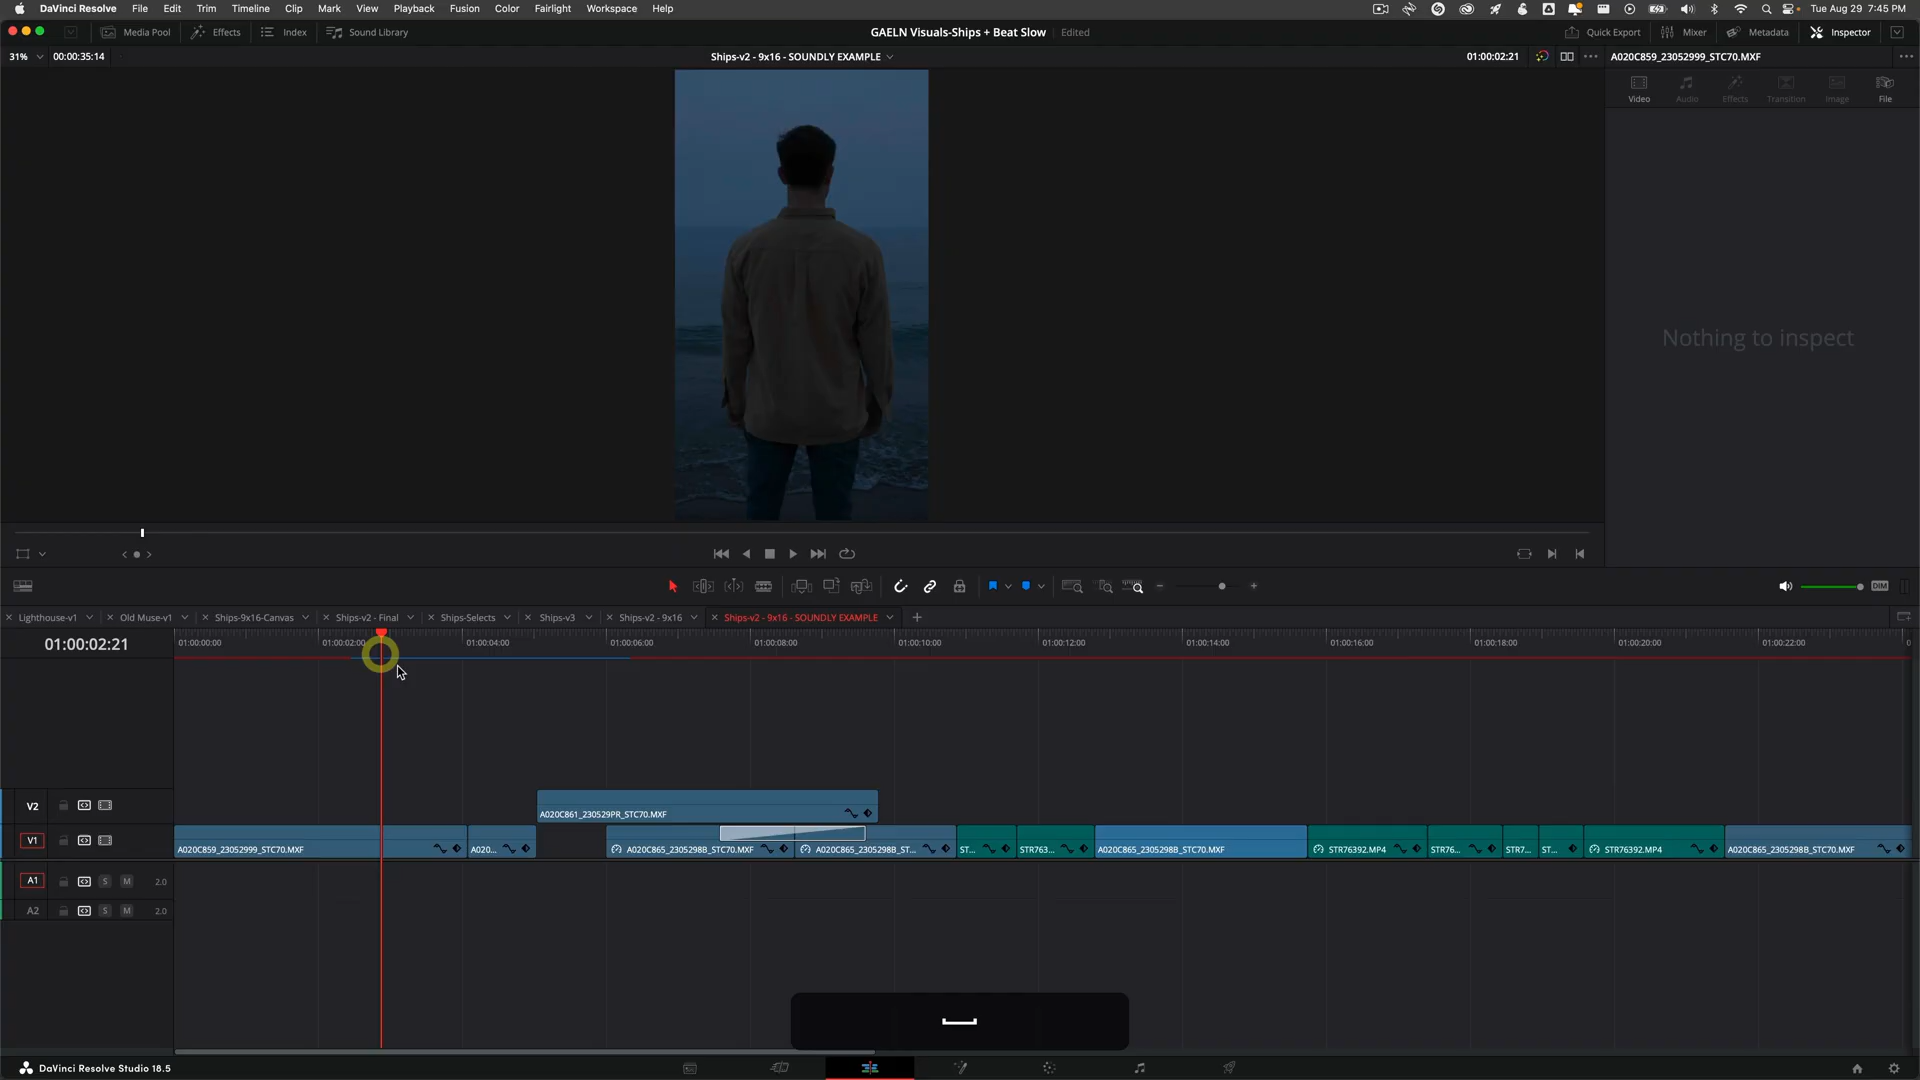 DaVinci Resolve File Edit Trim Timeline Clip Mark View Playback Fusion Color Fairlight Workspace Help Tue Aug 29 7:45 PM
Media Pool Effects Index Sound Library GAELN Visuals-Ships + Beat Slow Edited Quick Export Mixer Metadata Inspector
31% 00:00:35:14 Ships-v2 - 9x16 - SOUNDLY EXAMPLE 01:00:02:21 A020C859_23052999_STC70.MXF
Video Audio Effects Transition Image File
Nothing to inspect
DIM
Lighthouse-v1 Old Muse-v1 Ships-9x16-Canvas Ships-v2 - Final Ships-Selects Ships-v3 Ships-v2 - 9x16 Ships-v2 - 9x16 - SOUNDLY EXAMPLE
01:00:02:21 01:00:00:00 01:00:02:00 01:00:04:00 01:00:06:00 01:00:08:00 01:00:10:00 01:00:12:00 01:00:14:00 01:00:16:00 01:00:18:00 01:00:20:00 01:00:22:00 0
V2 A020C861_230529PR_STC70.MXF
V1 A020C859_23052999_STC70.MXF A020... A020C865_2305298B_STC70.MXF A020C865_2305298B_ST... ST... STR763... A020C865_2305298B_STC70.MXF STR76392.MP4 STR76... STR7... ST... STR76392.MP4 A020C865_2305298B_STC70.MXF
A1 S M 2.0
A2 S M 2.0
DaVinci Resolve Studio 18.5